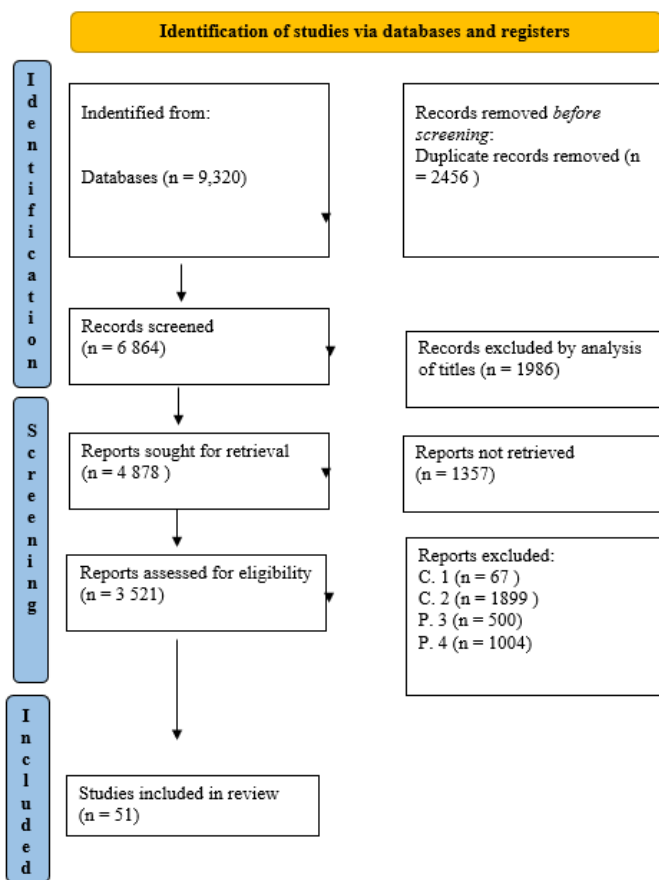 Identification of studies via databases and registers
Identification
Indentified from:
Databases (n = 9,320)
Records removed before
screening:
Duplicate records removed (n
= 2456 )
Records screened
(n = 6 864)
Records excluded by analysis
of titles (n = 1986)
Screening
Reports sought for retrieval
(n = 4 878 )
Reports not retrieved
(n = 1357)
Reports assessed for eligibility
(n = 3 521)
Reports excluded:
C. 1 (n = 67 )
C. 2 (n = 1899 )
P. 3 (n = 500)
P. 4 (n = 1004)
Included
Studies included in review
(n = 51)